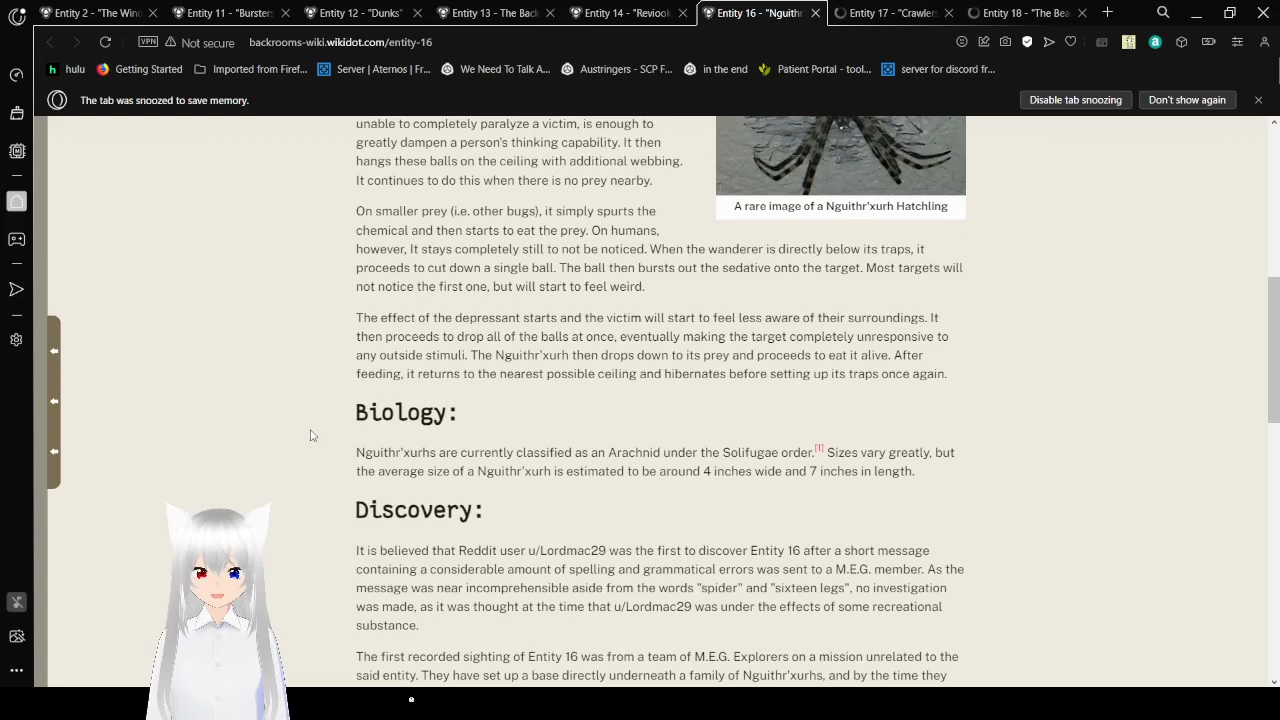 Entity 2 - "The Win
Entity 11 - "Bursters
Entity 12 - "Dunks"
Entity 13 - The Back
Entity 14 - "Reviook
Entity 16 - "Nguithr'
Entity 17 - "Crawlers
Entity 18 - "The Bea
VPN
Not secure
backrooms-wiki.wikidot.com/entity-16
hulu
Getting Started
Imported from Firef...
Server | Aternos | Fr...
We Need To Talk A...
Austringers - SCP F...
in the end
Patient Portal - tool...
server for discord fr...
The tab was snoozed to save memory.
Disable tab snoozing
Don't show again
unable to completely paralyze a victim, is enough to
greatly dampen a person's thinking capability. It then
hangs these balls on the ceiling with additional webbing.
It continues to do this when there is no prey nearby.
A rare image of a Nguithr'xurh Hatchling
On smaller prey (i.e. other bugs), it simply spurts the
chemical and then starts to eat the prey. On humans,
however, It stays completely still to not be noticed. When the wanderer is directly below its traps, it
proceeds to cut down a single ball. The ball then bursts out the sedative onto the target. Most targets will
not notice the first one, but will start to feel weird.
The effect of the depressant starts and the victim will start to feel less aware of their surroundings. It
then proceeds to drop all of the balls at once, eventually making the target completely unresponsive to
any outside stimuli. The Nguithr'xurh then drops down to its prey and proceeds to eat it alive. After
feeding, it returns to the nearest possible ceiling and hibernates before setting up its traps once again.
Biology:
Nguithr'xurhs are currently classified as an Arachnid under the Solifugae order.[1] Sizes vary greatly, but
the average size of a Nguithr'xurh is estimated to be around 4 inches wide and 7 inches in length.
Discovery:
It is believed that Reddit user u/Lordmac29 was the first to discover Entity 16 after a short message
containing a considerable amount of spelling and grammatical errors was sent to a M.E.G. member. As the
message was near incomprehensible aside from the words "spider" and "sixteen legs", no investigation
was made, as it was thought at the time that u/Lordmac29 was under the effects of some recreational
substance.
The first recorded sighting of Entity 16 was from a team of M.E.G. Explorers on a mission unrelated to the
said entity. They have set up a base directly underneath a family of Nguithr'xurhs, and by the time they